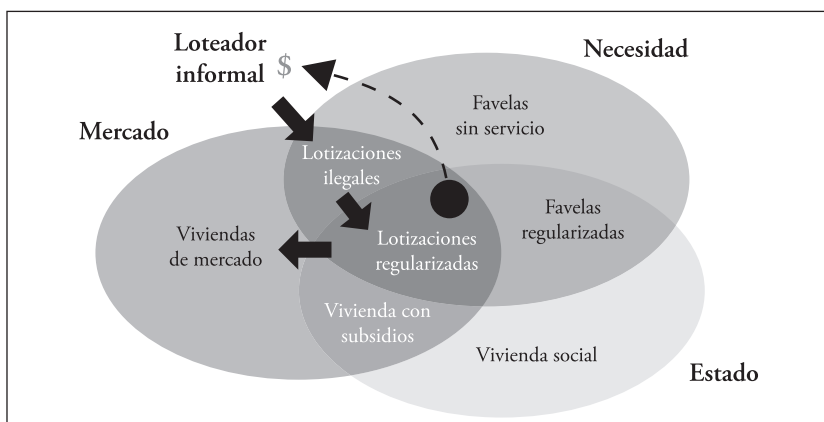 Loteador
informal
$
Necesidad
Favelas
sin servicio
Mercado
Lotizaciones
ilegales
Favelas
regularizadas
Viviendas
de mercado
Lotizaciones
regularizadas
Vivienda con
subsidios
Vivienda social
Estado